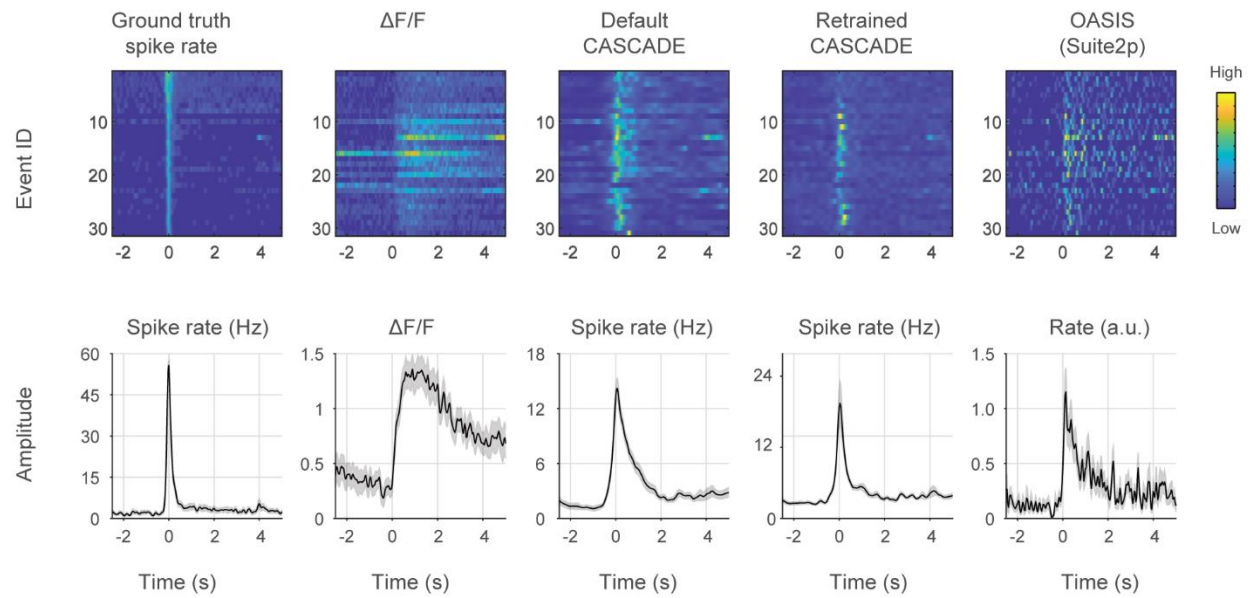 Ground truth
spike rate
ΔF/F
Default
CASCADE
Retrained
CASCADE
OASIS
(Suite2p)
High
Low
Event ID
10
20
30
-2 0 2 4
-2 0 2 4
10
20
30
-2 0 2 4
10
20
30
-2 0 2 4
10
20
30
-2 0 2 4
10
20
30
Spike rate (Hz)
ΔF/F
Spike rate (Hz)
Spike rate (Hz)
Rate (a.u.)
Amplitude
60
45
30
15
0
-2 0 2 4
1.5
1
0.5
0
-2 0 2 4
18
12
6
0
-2 0 2 4
24
12
0
-2 0 2 4
1.5
1.0
0.5
0
-2 0 2 4
Time (s)
Time (s)
Time (s)
Time (s)
Time (s)